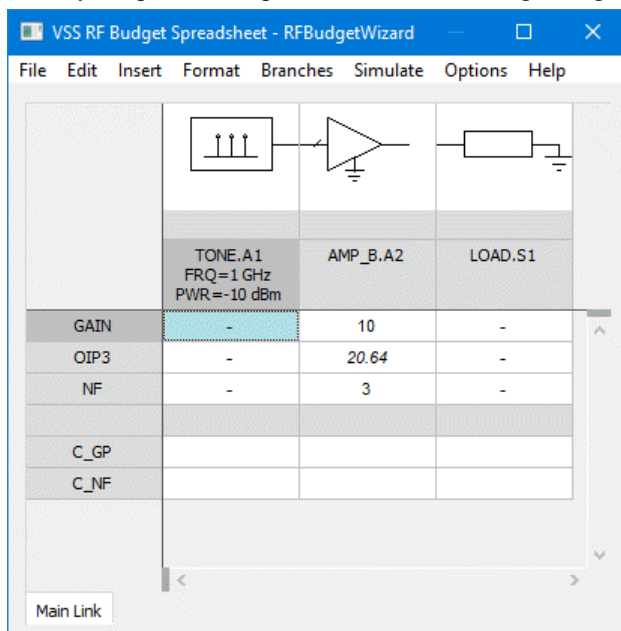 VSS RF Budget Spreadsheet - RFBudgetWizard
File Edit Insert Format Branches Simulate Options Help
TONE.A1 AMP_B.A2 LOAD.S1
FRQ=1 GHz
PWR=-10 dBm
GAIN - 10 -
OIP3 - 20.64 -
NF - 3 -
C_GP
C_NF
Main Link